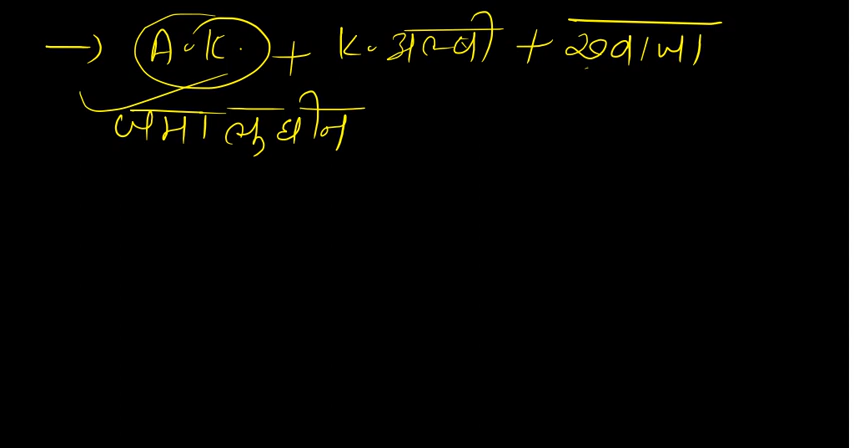 → A.K. + K. अल्वी + ख्वाजा
जमालुधीन